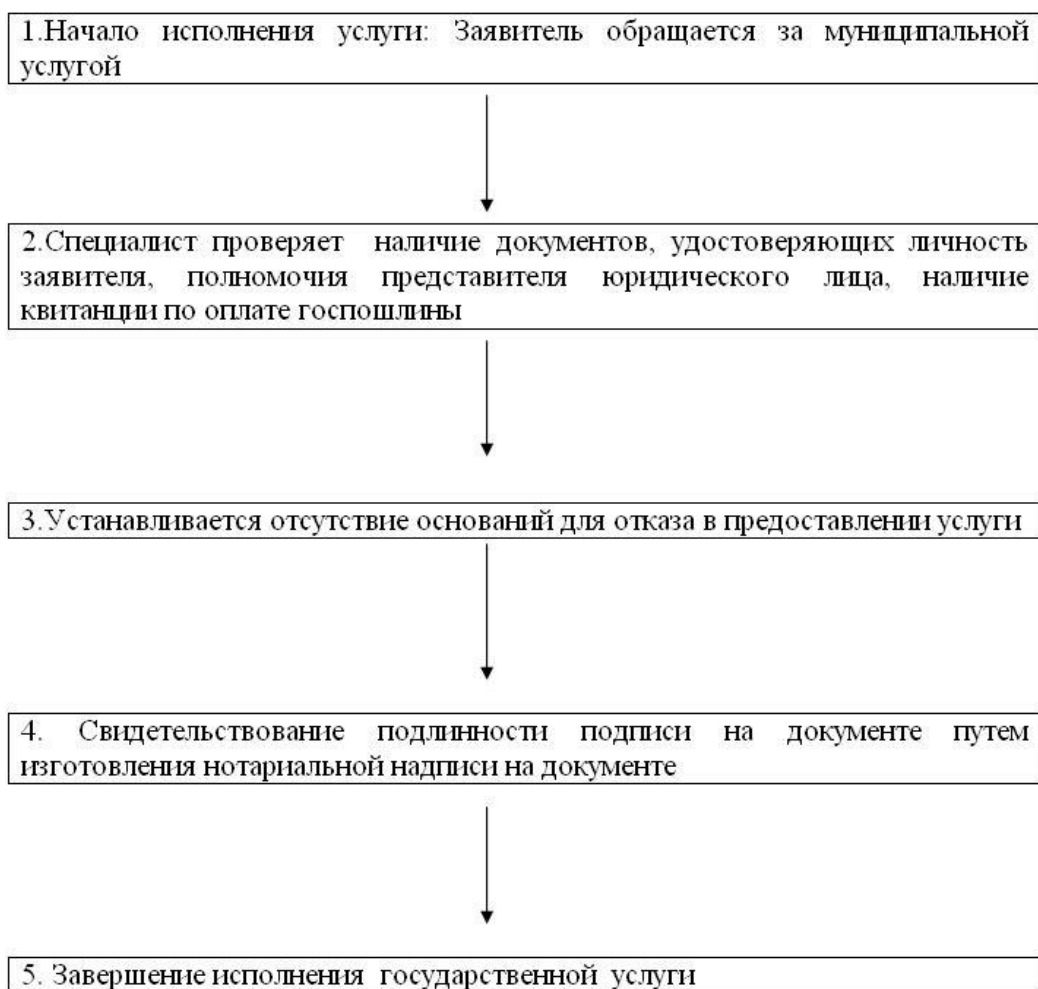 1.Начало исполнения услуги: Заявитель обращается за муниципальной
услугой
2.Специалист проверяет наличие документов, удостоверяющих личность
заявителя, полномочия представителя юридического лица, наличие
квитанции по оплате госпошлины
3.Устанавливается отсутствие оснований для отказа в предоставлении услуги
4. Свидетельствование подлинности подписи на документе путем
изготовления нотариальной надписи на документе
5. Завершение исполнения государственной услуги